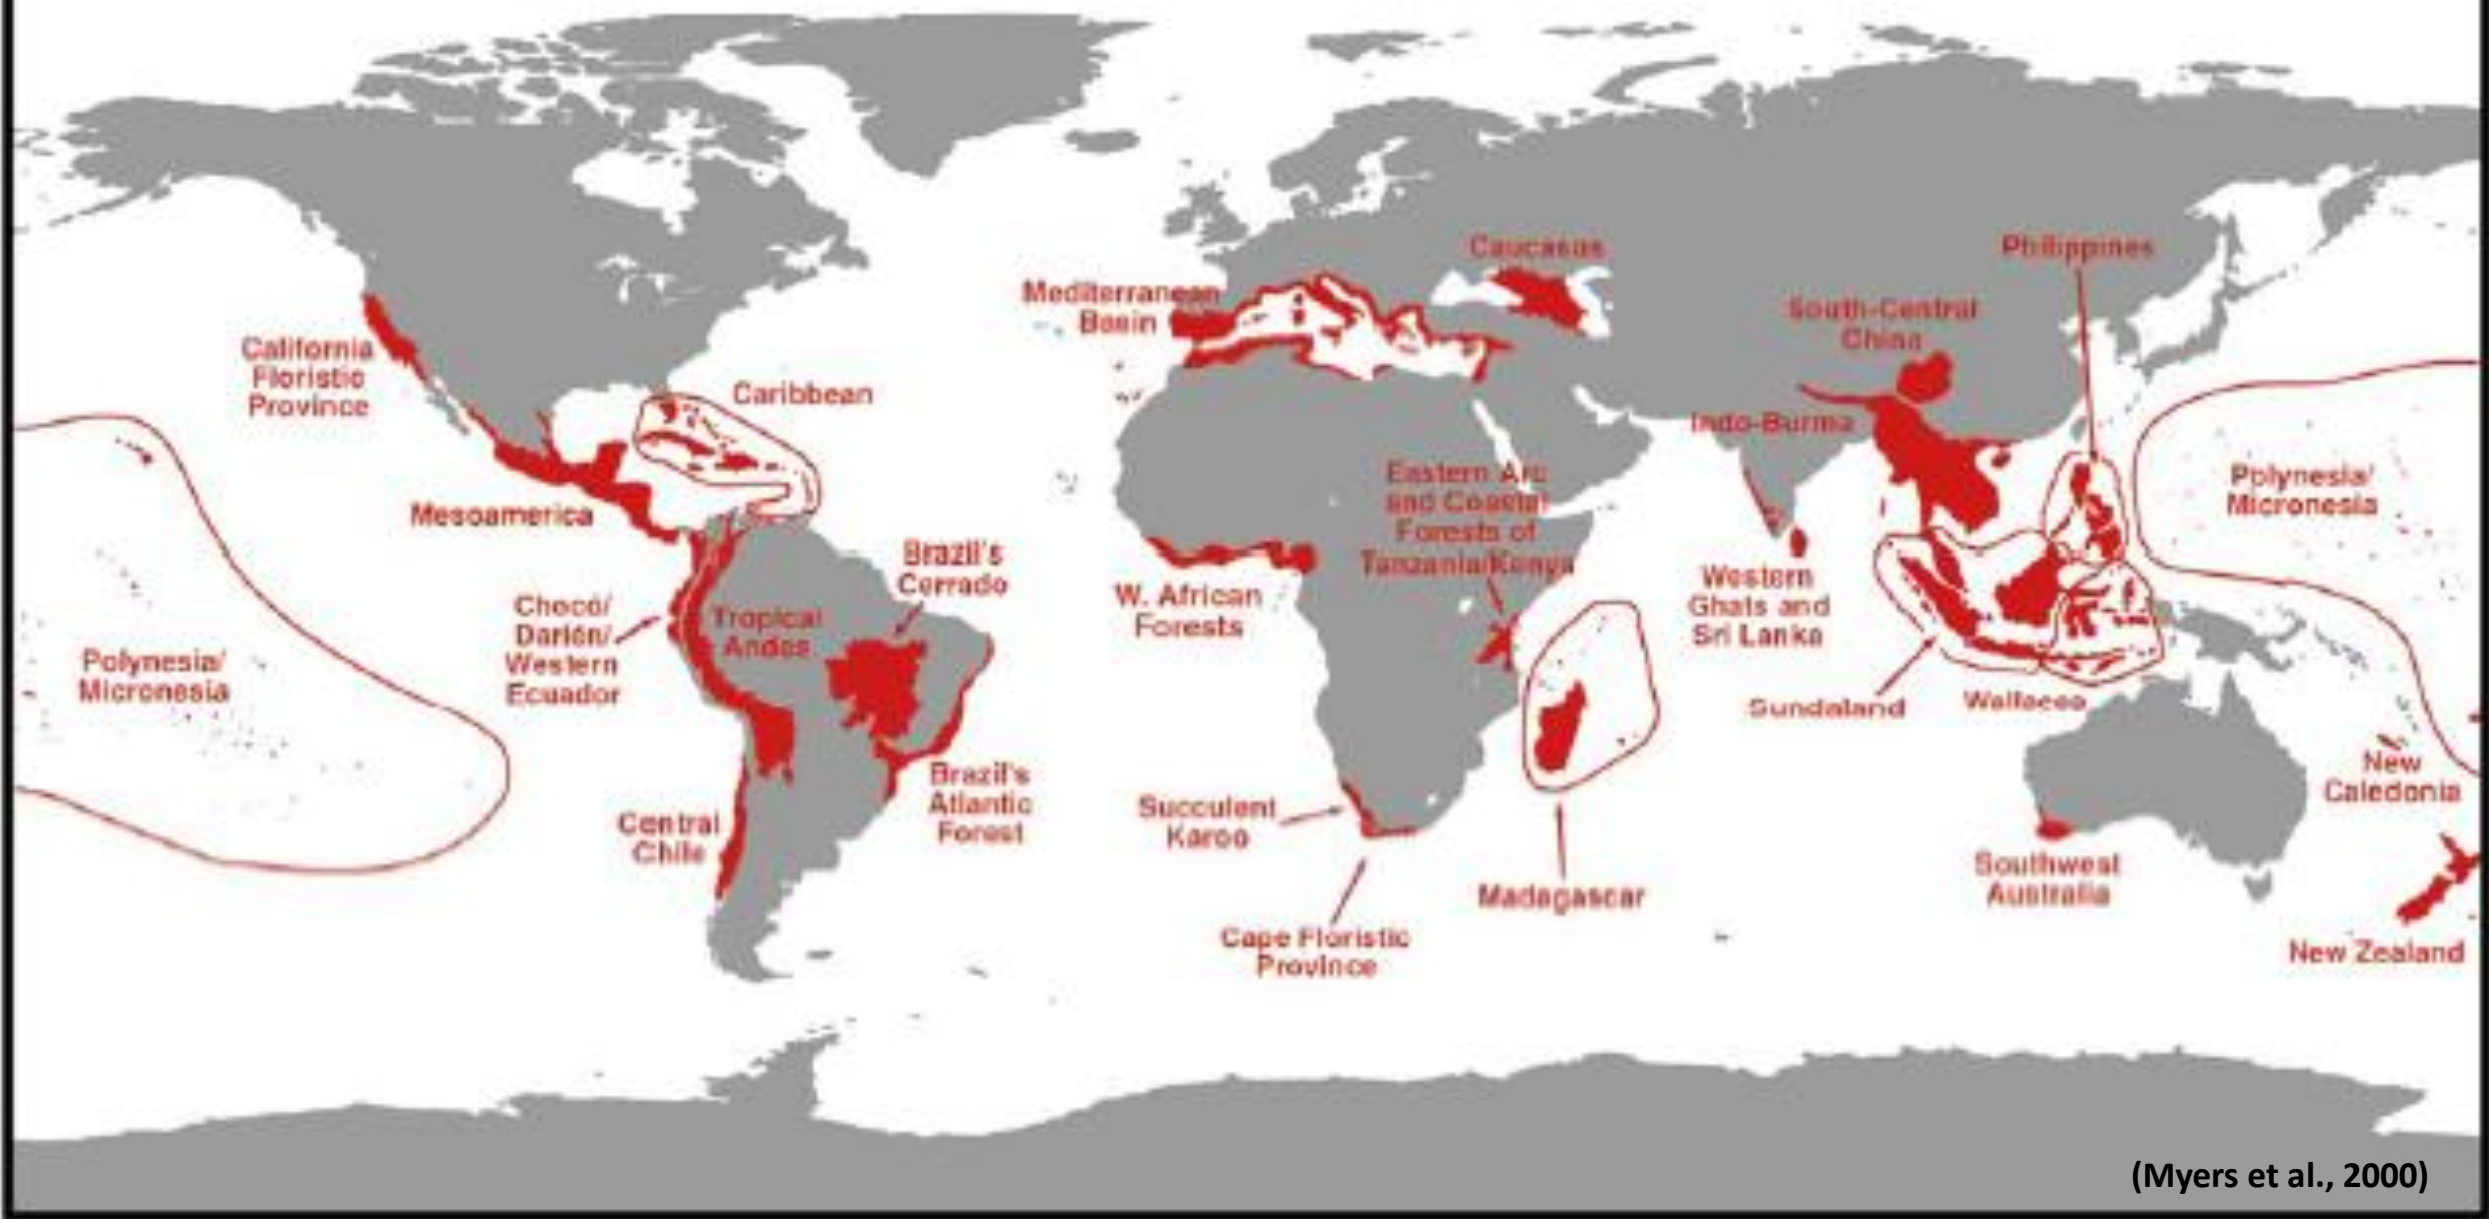 Caucasus
Philippines
Mediterranean
Basin
South-Central
China
California
Floristic
Province
Caribbean
Indo-Burma
Eastern Arc
and Coastal
Forests of
Tanzania/Kenya
Polynesia/
Micronesia
Mesoamerica
Brazil's
Cerrado
W. African
Forests
Western
Ghats and
Sri Lanka
Chocó/
Darién/
Western
Ecuador
Tropical
Andes
Polynesia/
Micronesia
Sundaland
Wallacea
New
Caledonia
Brazil's
Atlantic
Forest
Succulent
Karoo
Central
Chile
Southwest
Australia
Madagascar
Cape Floristic
Province
New Zealand
(Myers et al., 2000)